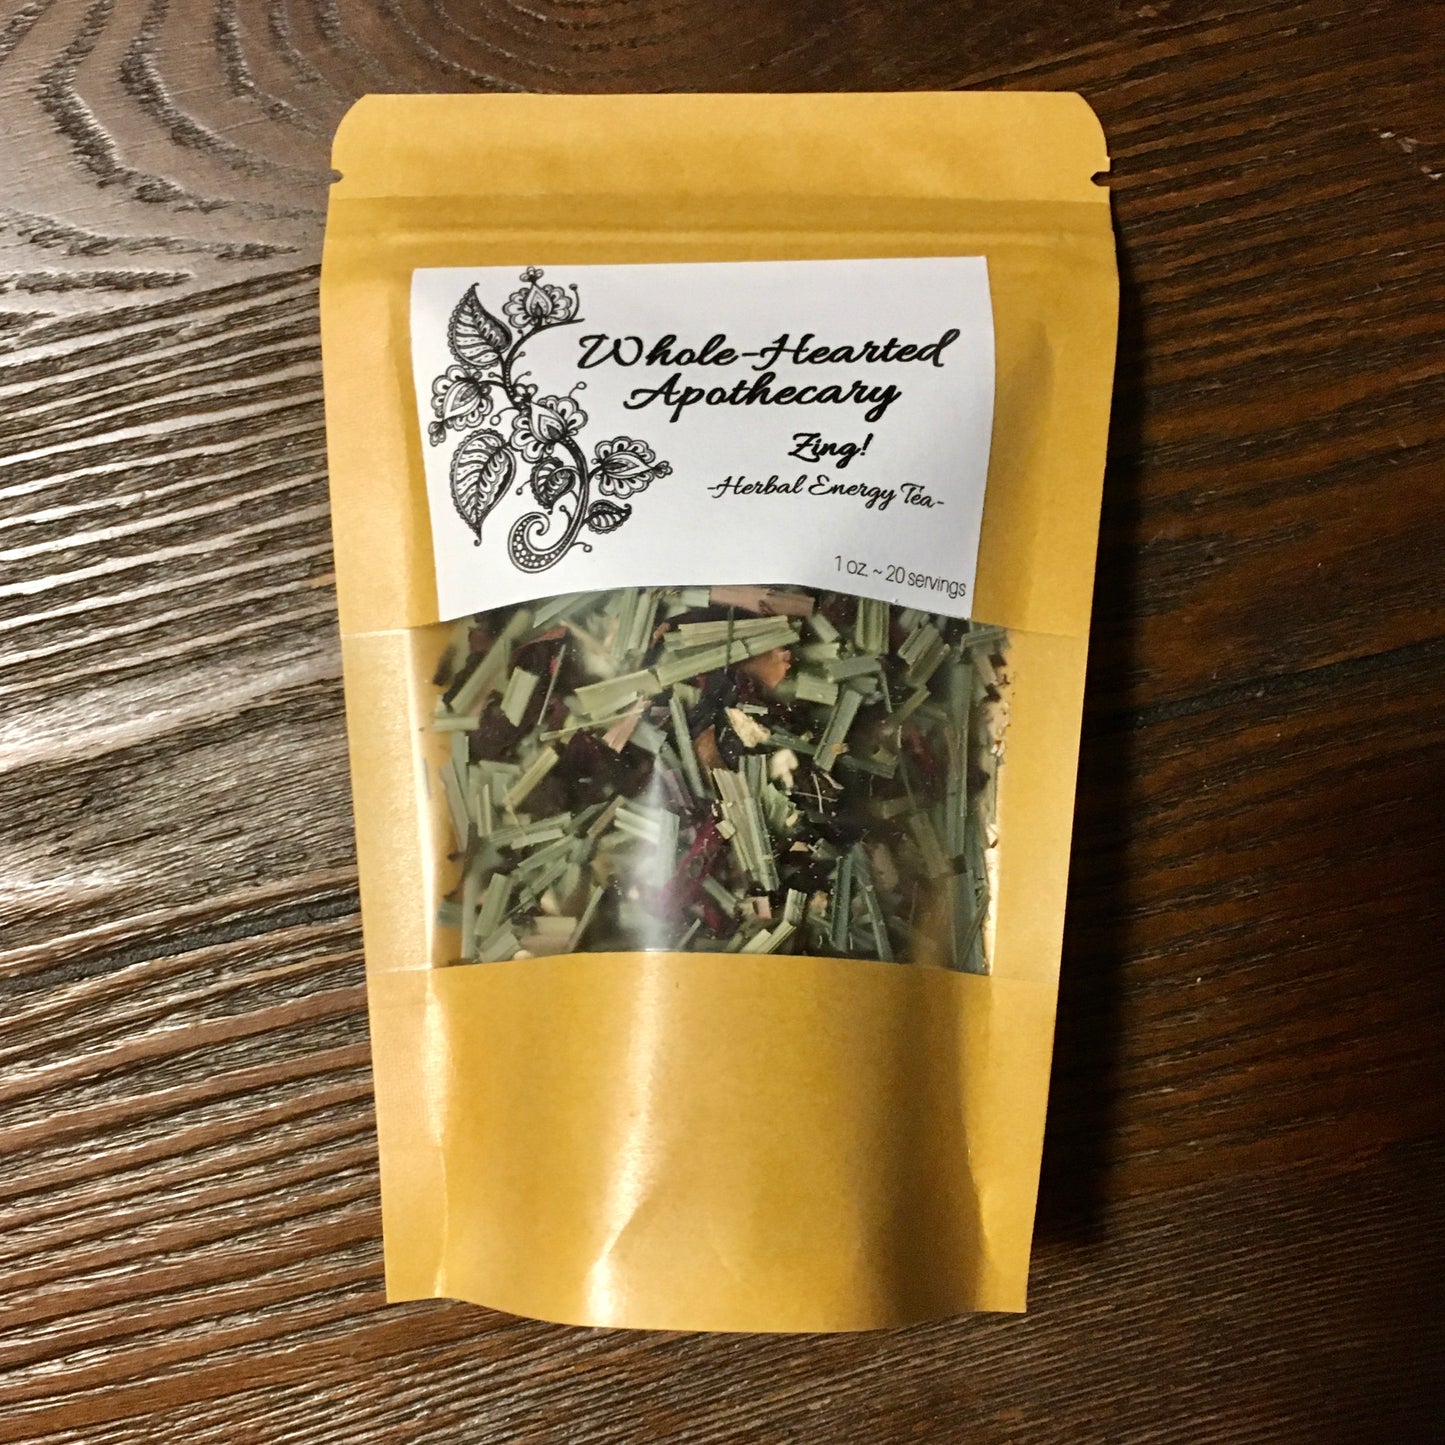 Whole-Hearted
Apothecary
Zing!
-Herbal Energy Tea-
1 oz. ~ 20 servings